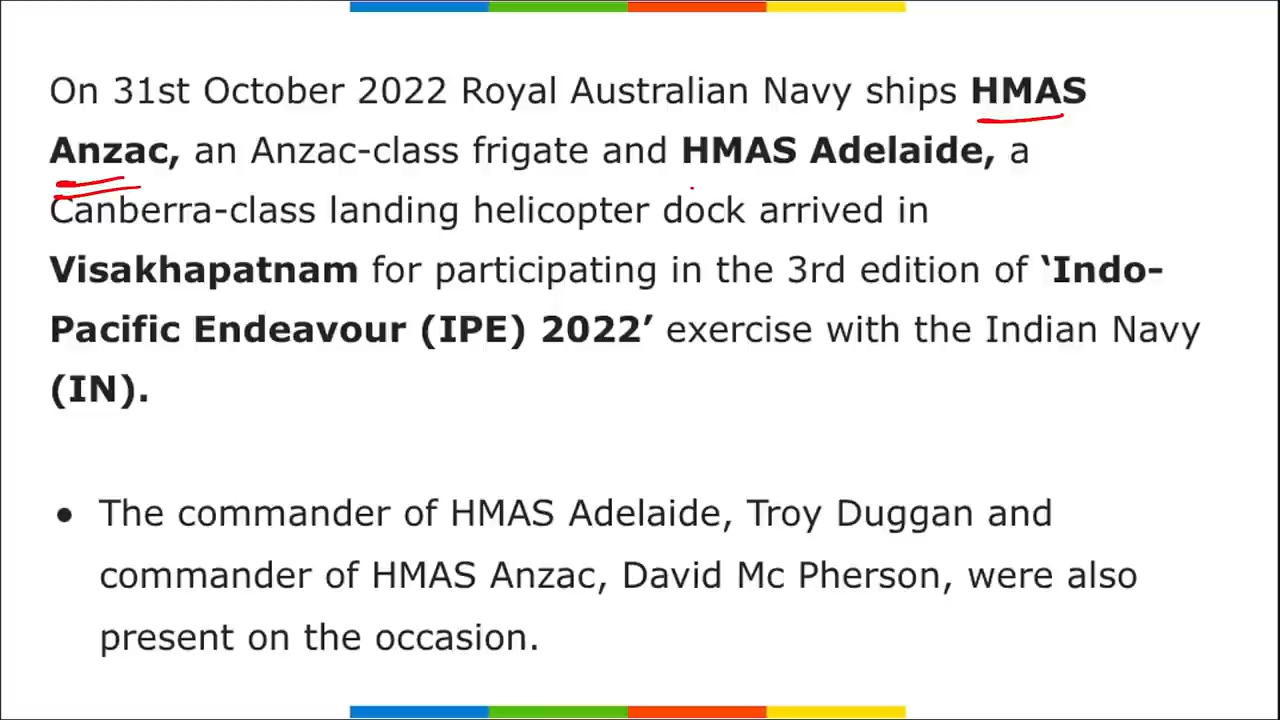 On 31st October 2022 Royal Australian Navy ships HMAS
Anzac, an Anzac-class frigate and HMAS Adelaide, a
Canberra-class landing helicopter dock arrived in
Visakhapatnam for participating in the 3rd edition of ‘Indo-
Pacific Endeavour (IPE) 2022’ exercise with the Indian Navy
(IN).
● The commander of HMAS Adelaide, Troy Duggan and
commander of HMAS Anzac, David Mc Pherson, were also
present on the occasion.